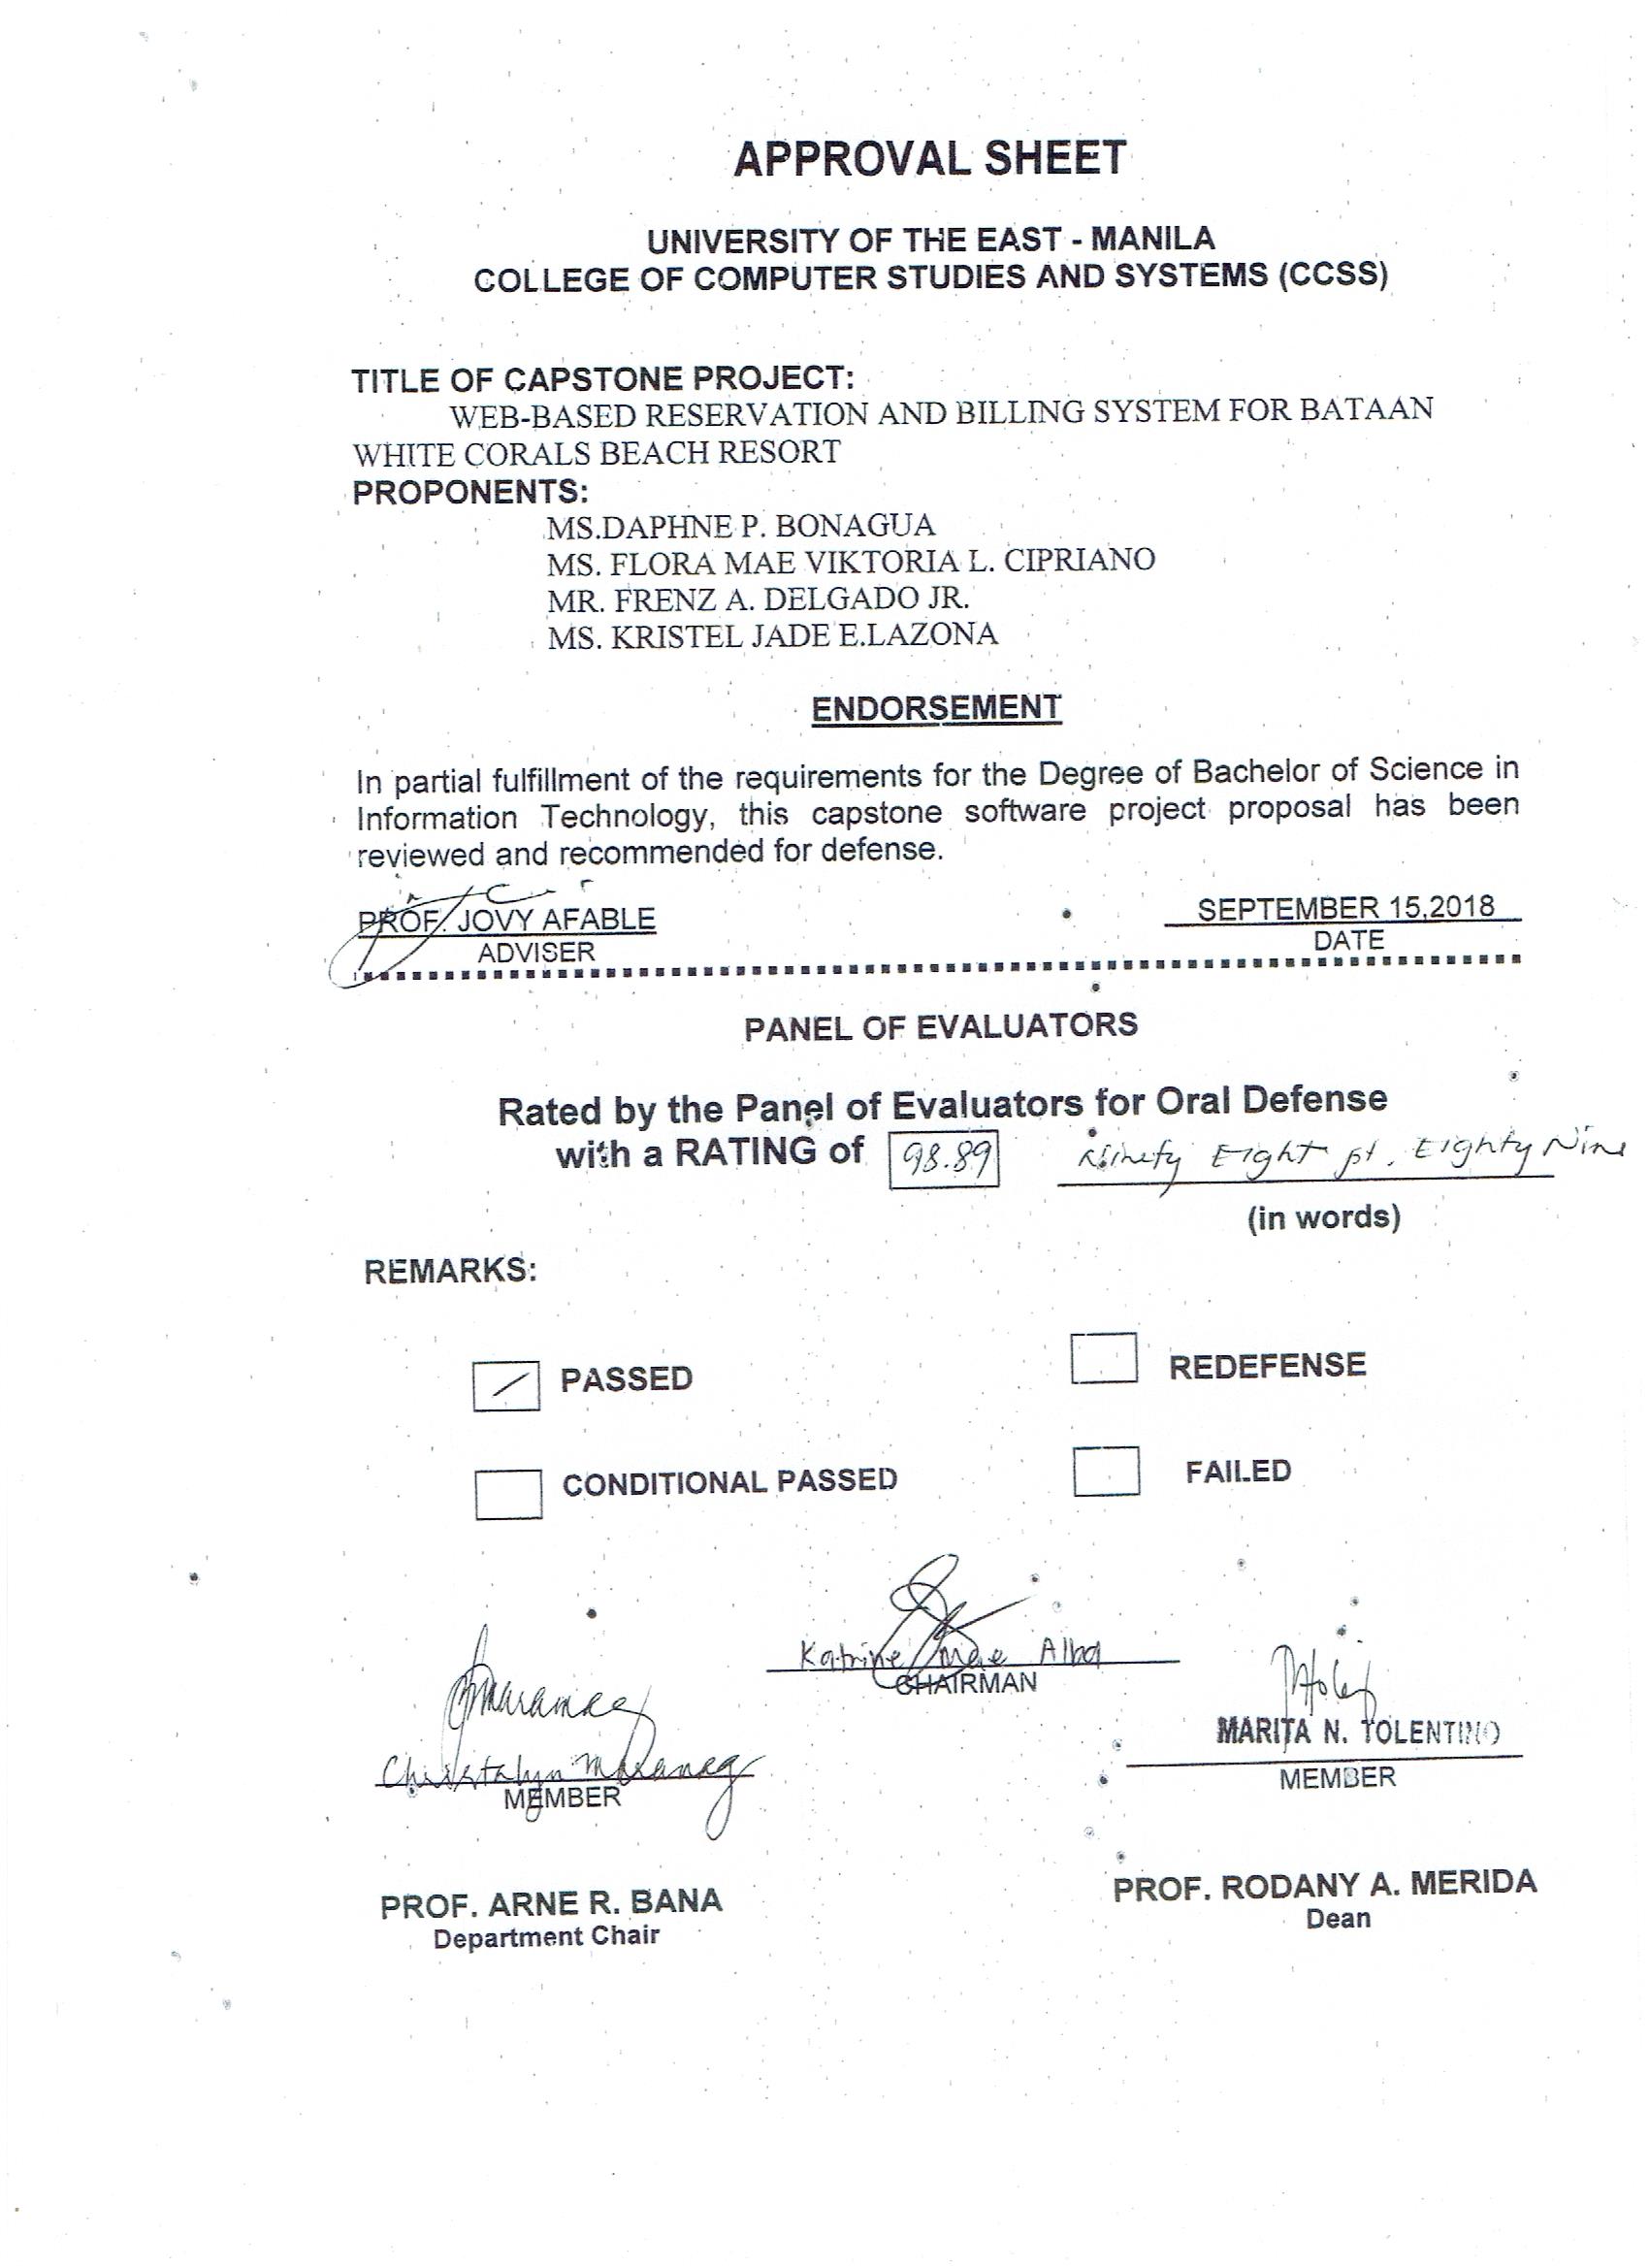 APPROVAL SHEET
UNIVERSITY OF THE EAST - MANILA
COLLEGE OF COMPUTER STUDIES AND SYSTEMS (CCSS)
TITLE OF CAPSTONE PROJECT:
WEB-BASED RESERVATION AND BILLING SYSTEM FOR BATAAN
WHITE CORALS BEACH RESORT
PROPONENTS:
MS.DAPHNE P. BONAGUA
MS. FLORA MAE VIKTORIA L. CIPRIANO
MR. FRENZ A. DELGADO JR.
MS. KRISTEL JADE E.LAZONA
ENDORSEMENT
In partial fulfillment of the requirements for the Degree of Bachelor of Science in
Information Technology, this capstone software project proposal has been
reviewed and recommended for defense.
PROF. JOVY AFABLE SEPTEMBER 15,2018
ADVISER DATE
PANEL OF EVALUATORS
Rated by the Panel of Evaluators for Oral Defense
with a RATING of 98.89 Ninety Eight pt. Eighty Nine
(in words)
REMARKS:
PASSED REDEFENSE
CONDITIONAL PASSED FAILED
Katrine Mae Alba
CHAIRMAN
MARITA N. TOLENTINO
MEMBER
Christalyn Maranag
MEMBER
PROF. ARNE R. BANA PROF. RODANY A. MERIDA
Department Chair Dean